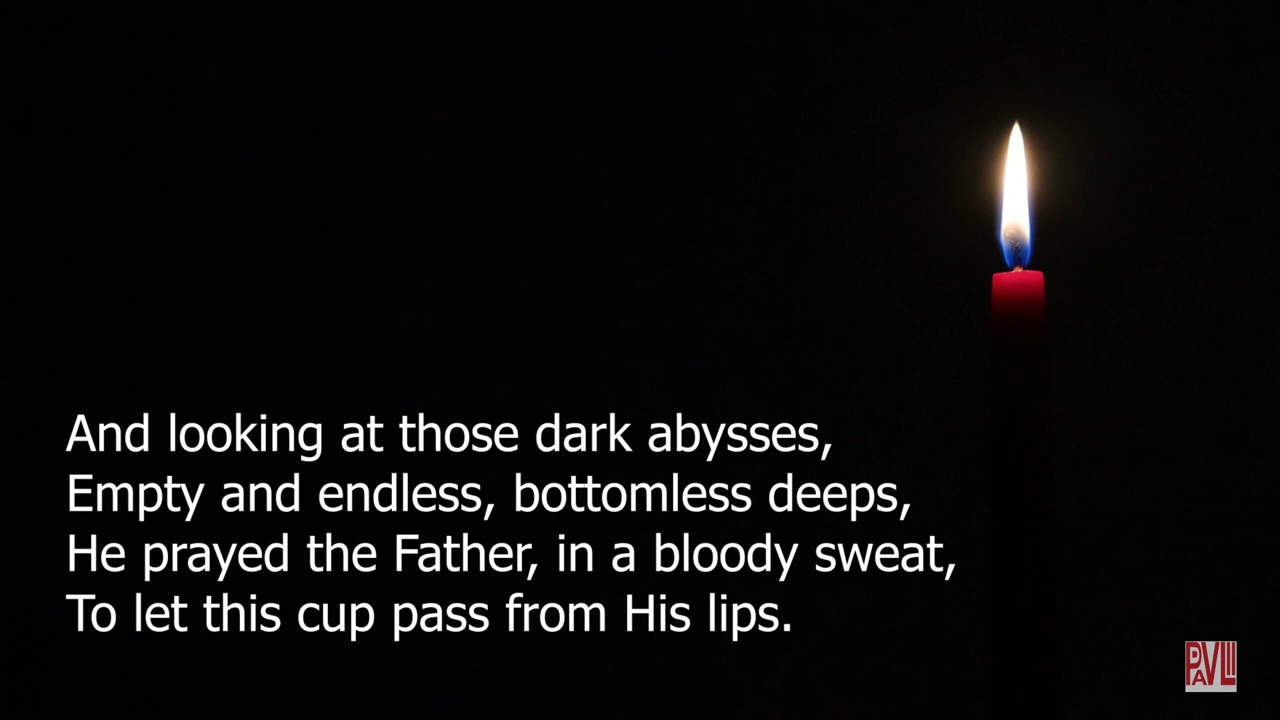 And looking at those dark abysses,
Empty and endless, bottomless deeps,
He prayed the Father, in a bloody sweat,
To let this cup pass from His lips.